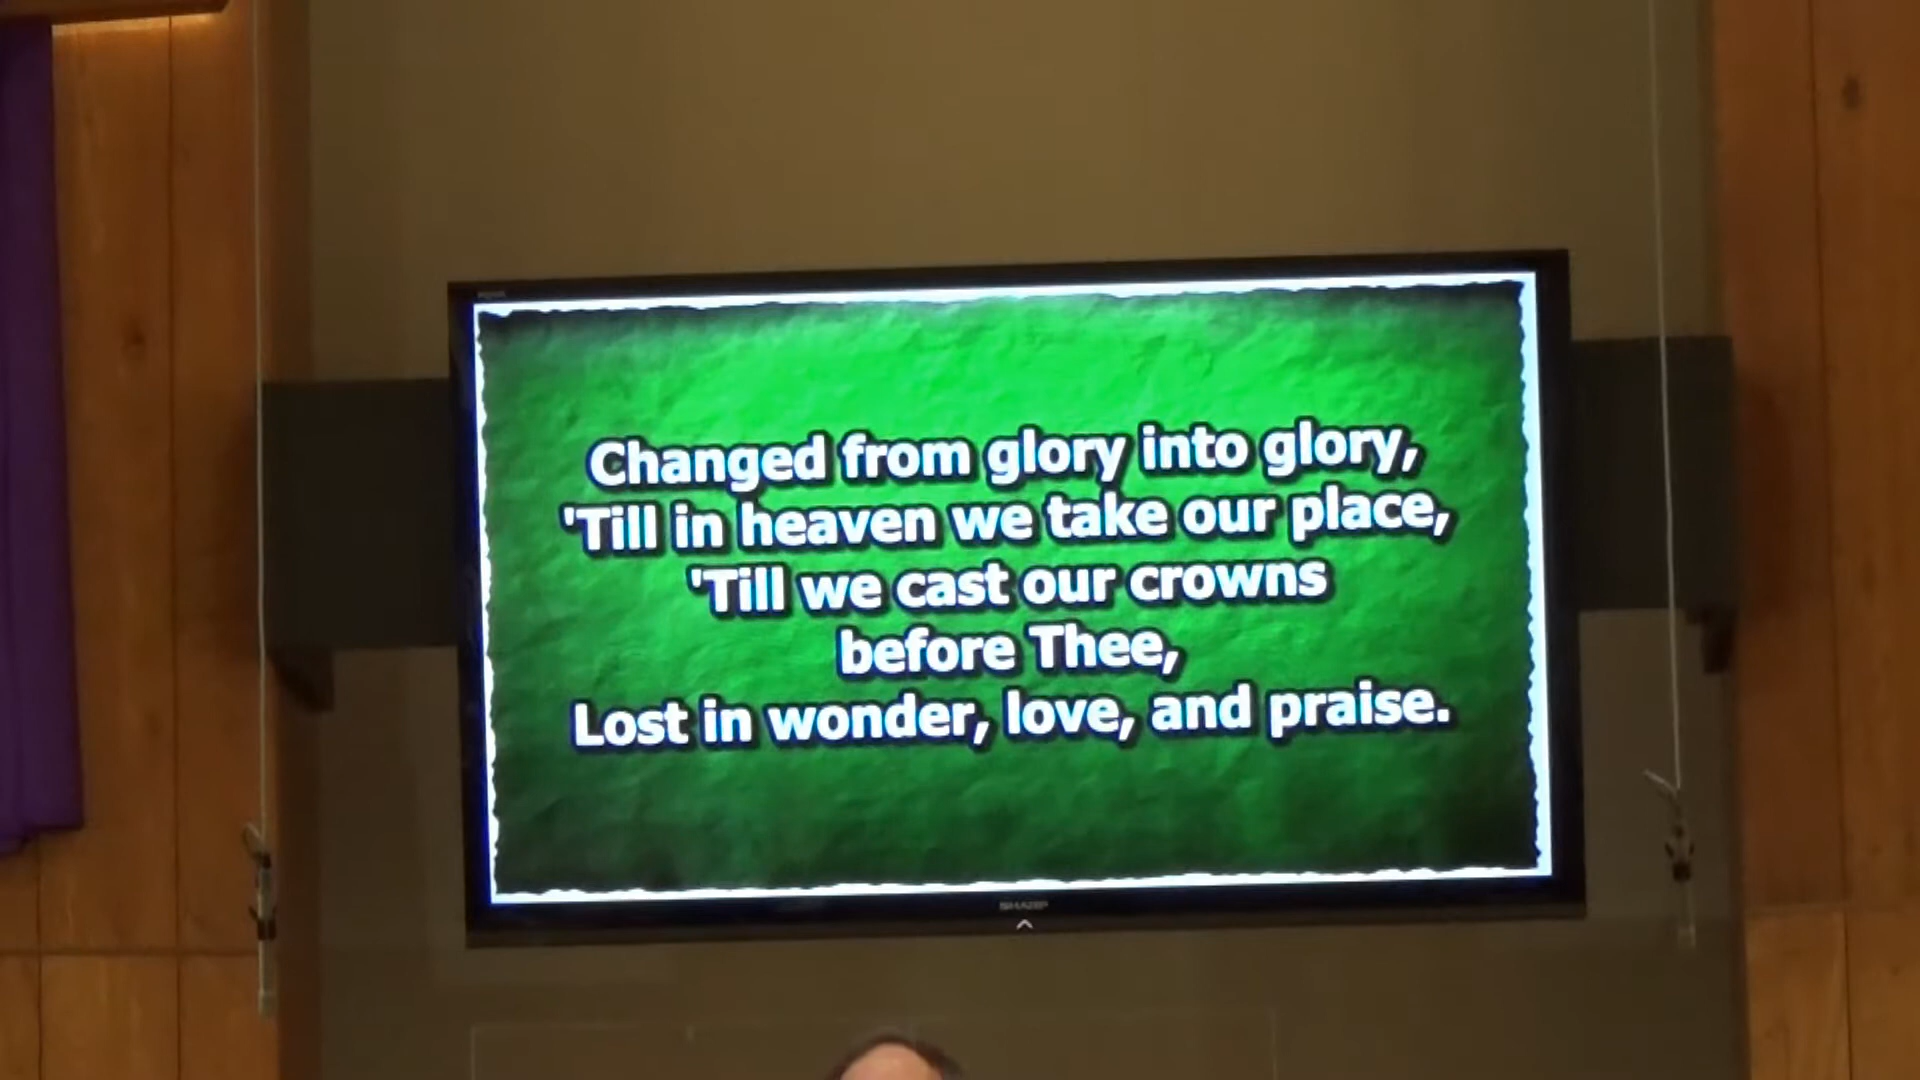 Changed from glory into glory,
'Till in heaven we take our place,
'Till we cast our crowns
before Thee,
Lost in wonder, love, and praise.
SHARP